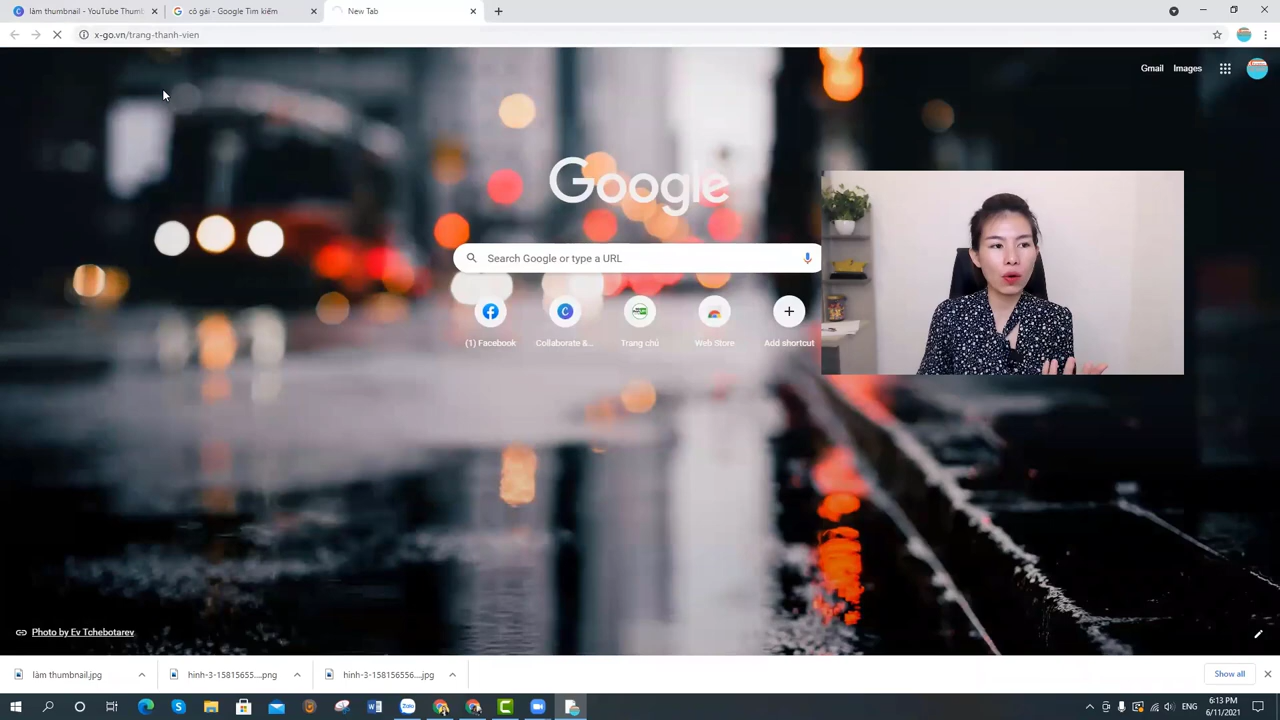 làm thumbnail - YouTube Thumb
cô gái - Google Tìm kiếm
New Tab
x-go.vn/trang-thanh-vien
Gmail
Images
Google
Search Google or type a URL
(1) Facebook
Collaborate &...
Trang chủ
Web Store
Add shortcut
Photo by Ev Tchebotarev
làm thumbnail.jpg
hinh-3-15815655....png
hinh-3-158156556....jpg
Show all
Zalo
ENG
6:13 PM
6/11/2021